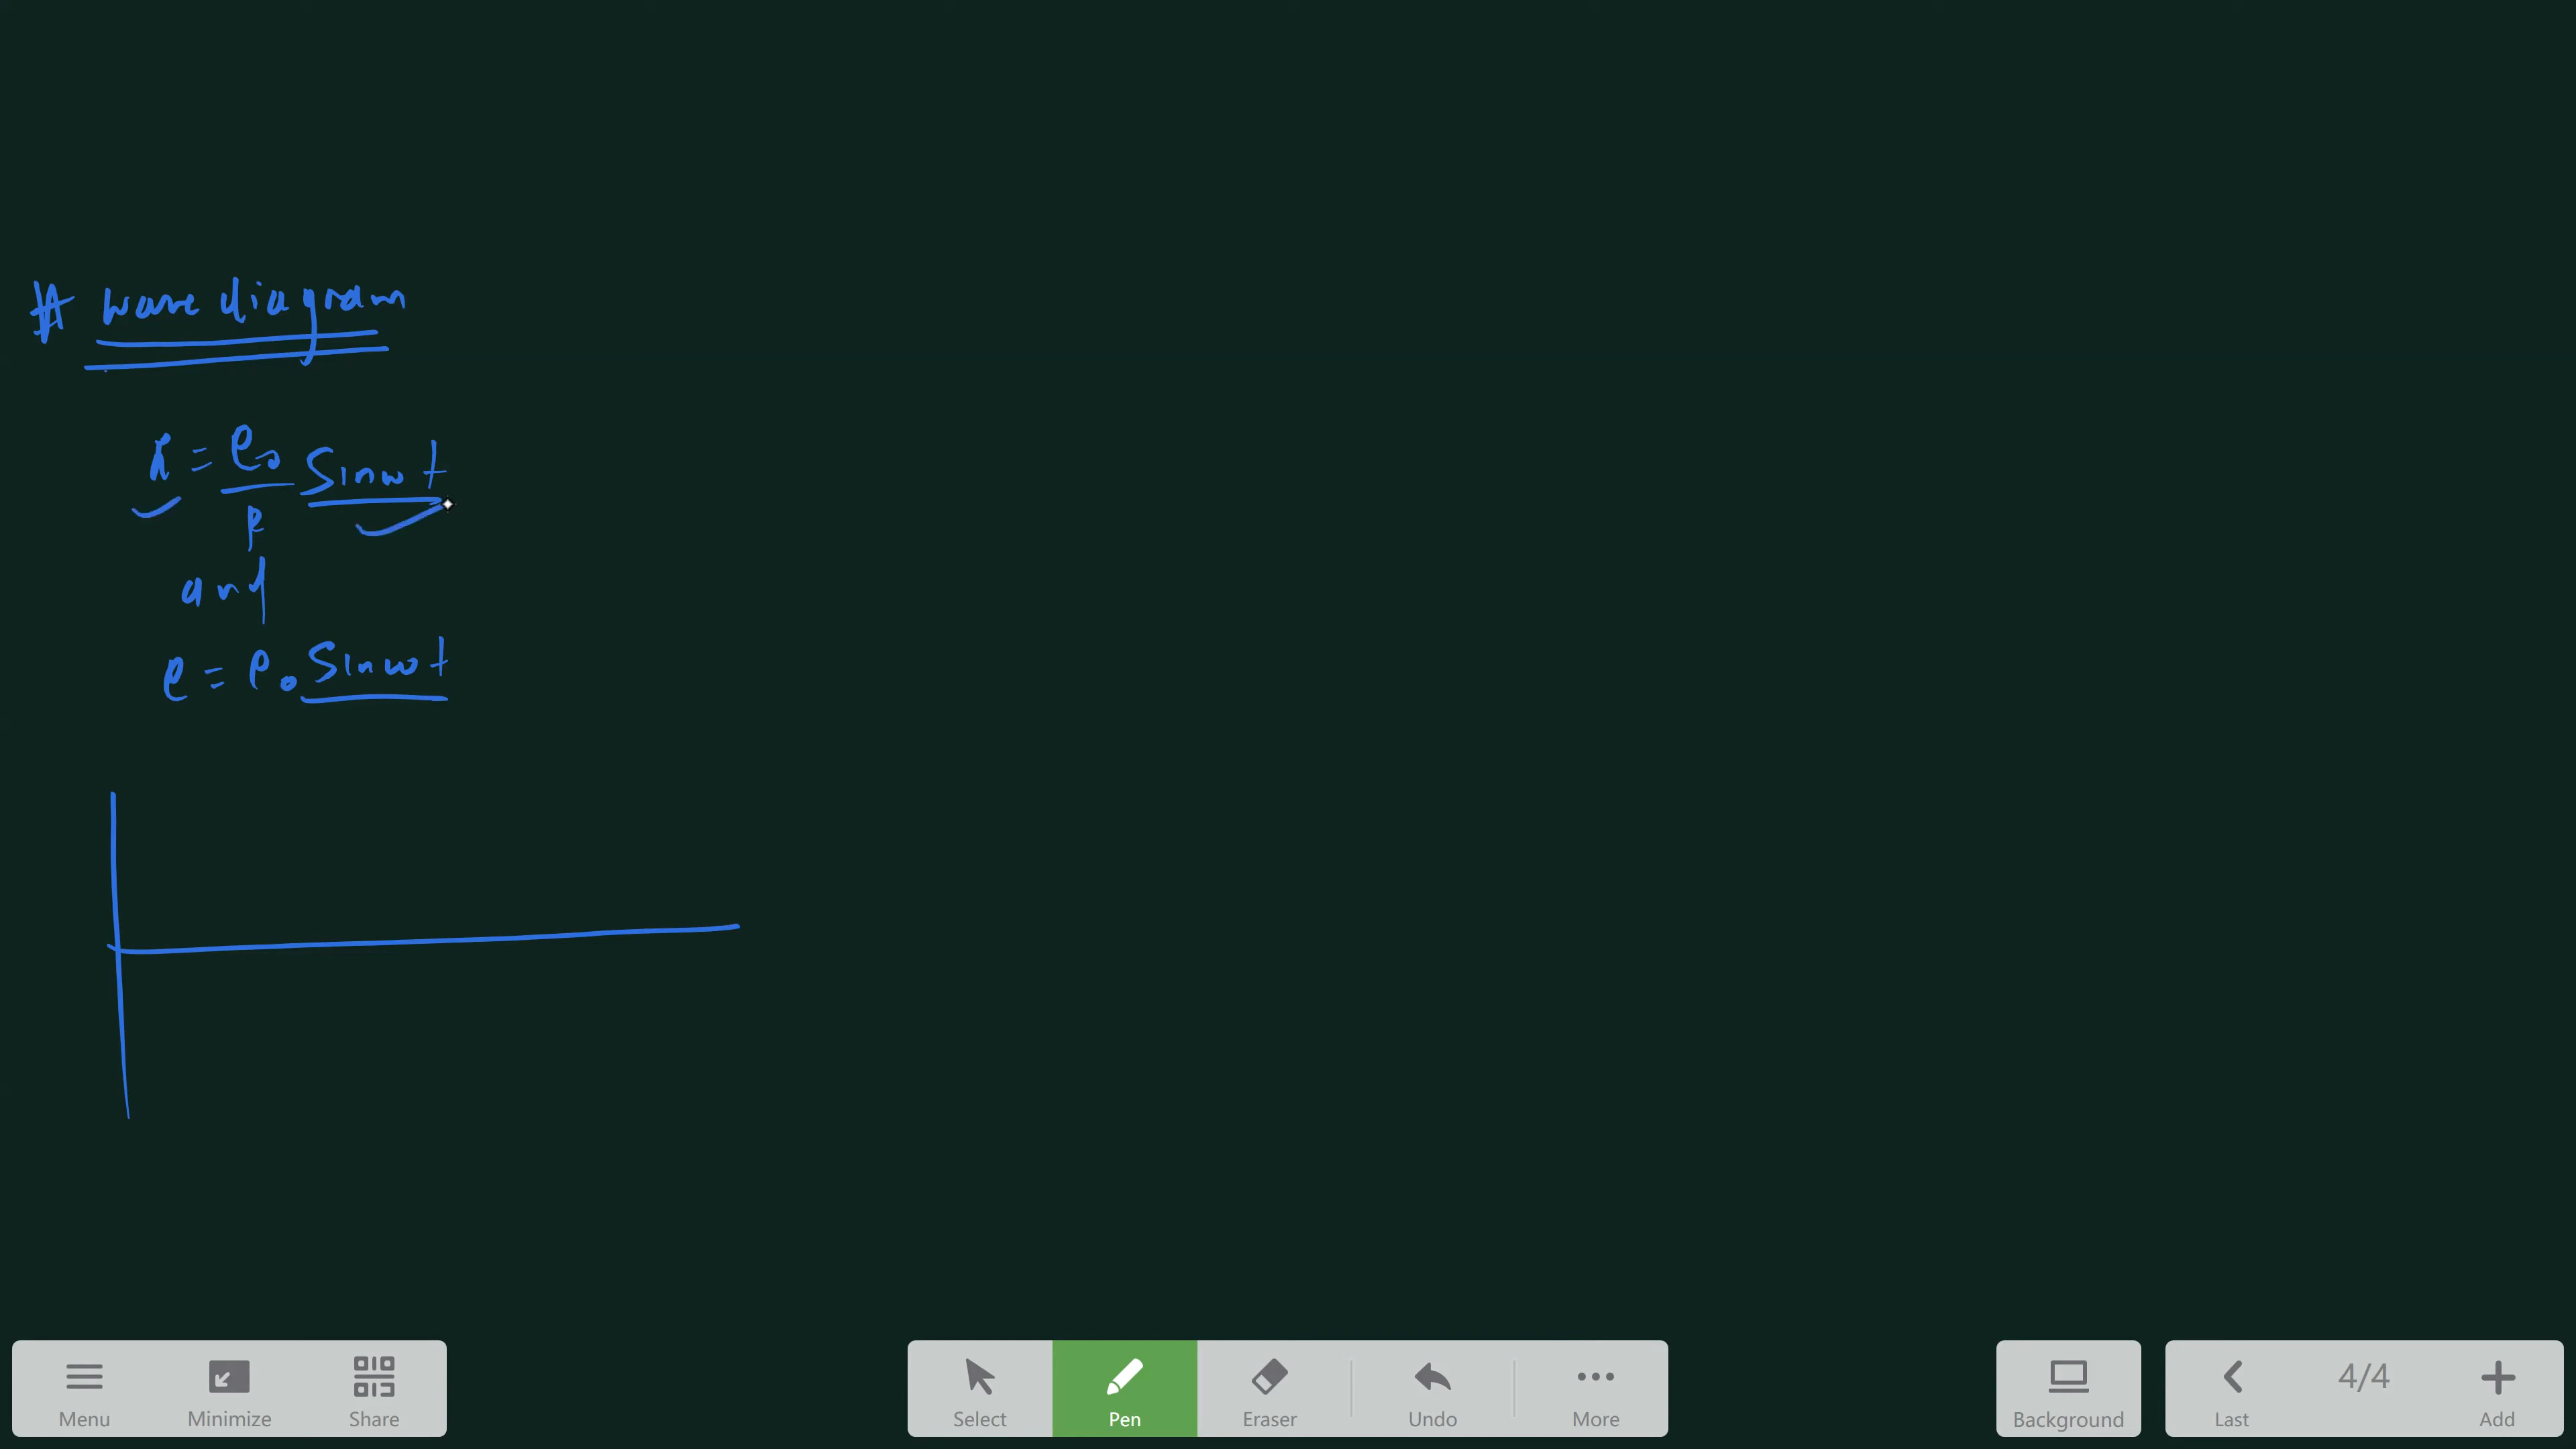 # wave diagram
i = e₀/R Sinωt
and
e = e₀ Sinωt
Menu Minimize Share Select Pen Eraser Undo More Background Last 4/4 Add